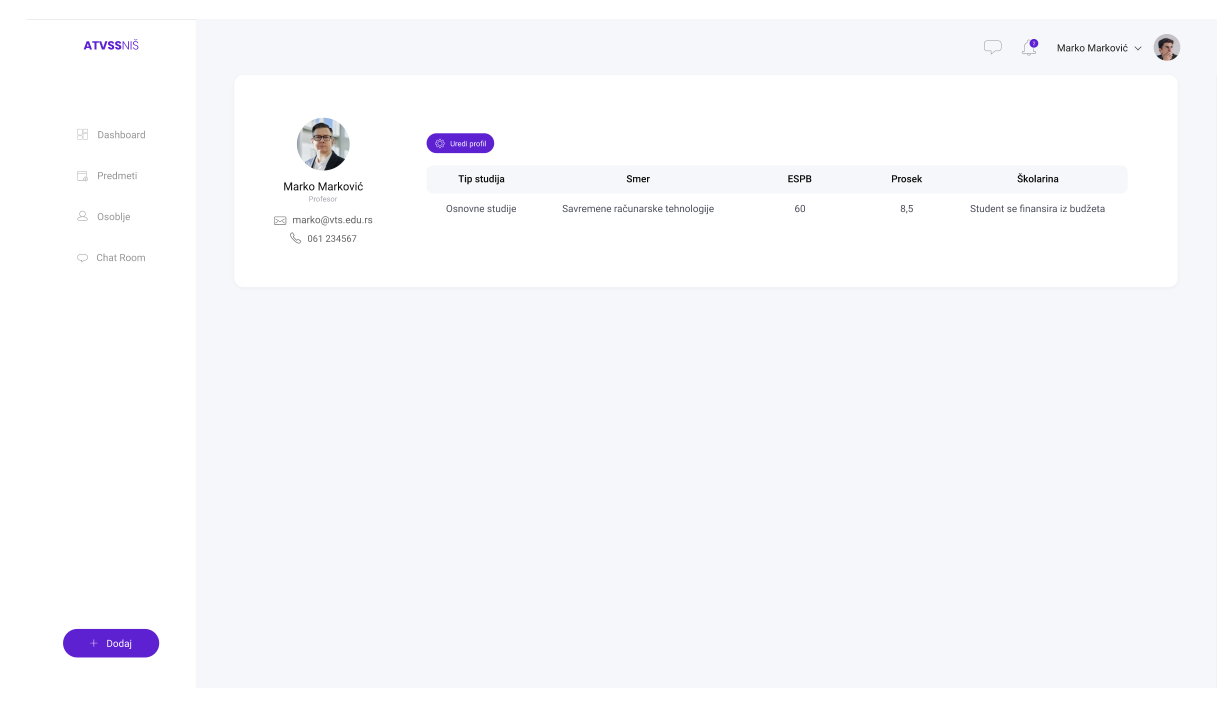 ATVSSNIŠ
Marko Marković
Dashboard
Predmeti
Osoblje
Chat Room
Dodaj
Marko Marković
Profesor
marko@vts.edu.rs
061 234567
Uredi profil
Tip studija Smer ESPB Prosek Školarina
Osnovne studije Savremene računarske tehnologije 60 8,5 Student se finansira iz budžeta